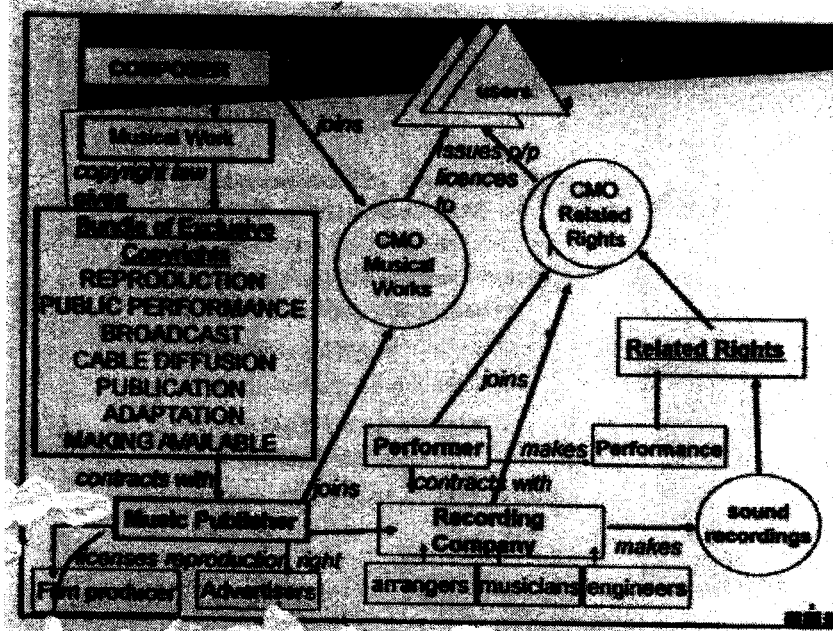 COMPOSER
users
Musical Work
joins
copyright law
gives
issues p/p
licences
to
CMO
Related
Rights
Bundle of Exclusive
Copyrights
REPRODUCTION
PUBLIC PERFORMANCE
BROADCAST
CABLE DIFFUSION
PUBLICATION
ADAPTATION
MAKING AVAILABLE
CMO
Musical
Works
Related Rights
joins
Performer
makes
Performance
contracts with
joins
contracts with
Music Publisher
Recording
Company
makes
sound
recordings
licenses reproduction right
Film producer
Advertisers
arrangers
musicians
engineers